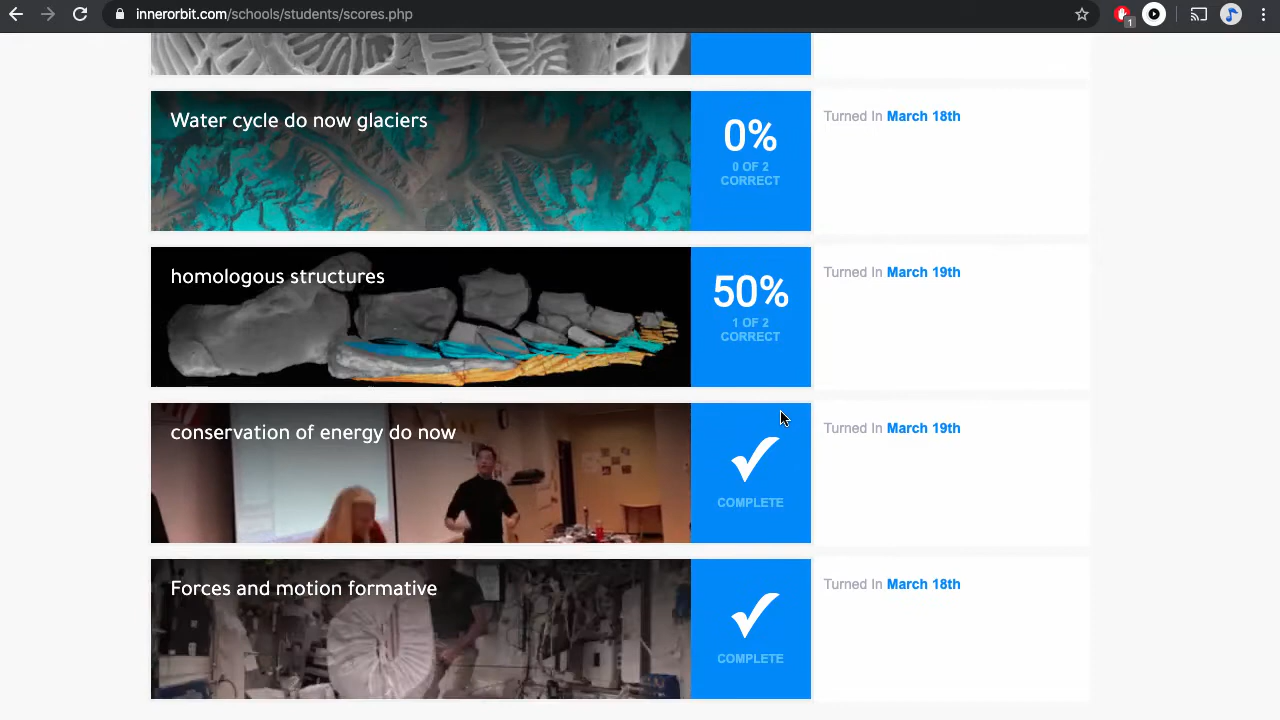 innerorbit.com/schools/students/scores.php
1
Water cycle do now glaciers
0%
0 OF 2
CORRECT
Turned In March 18th
homologous structures
50%
1 OF 2
CORRECT
Turned In March 19th
conservation of energy do now
COMPLETE
Turned In March 19th
Forces and motion formative
COMPLETE
Turned In March 18th